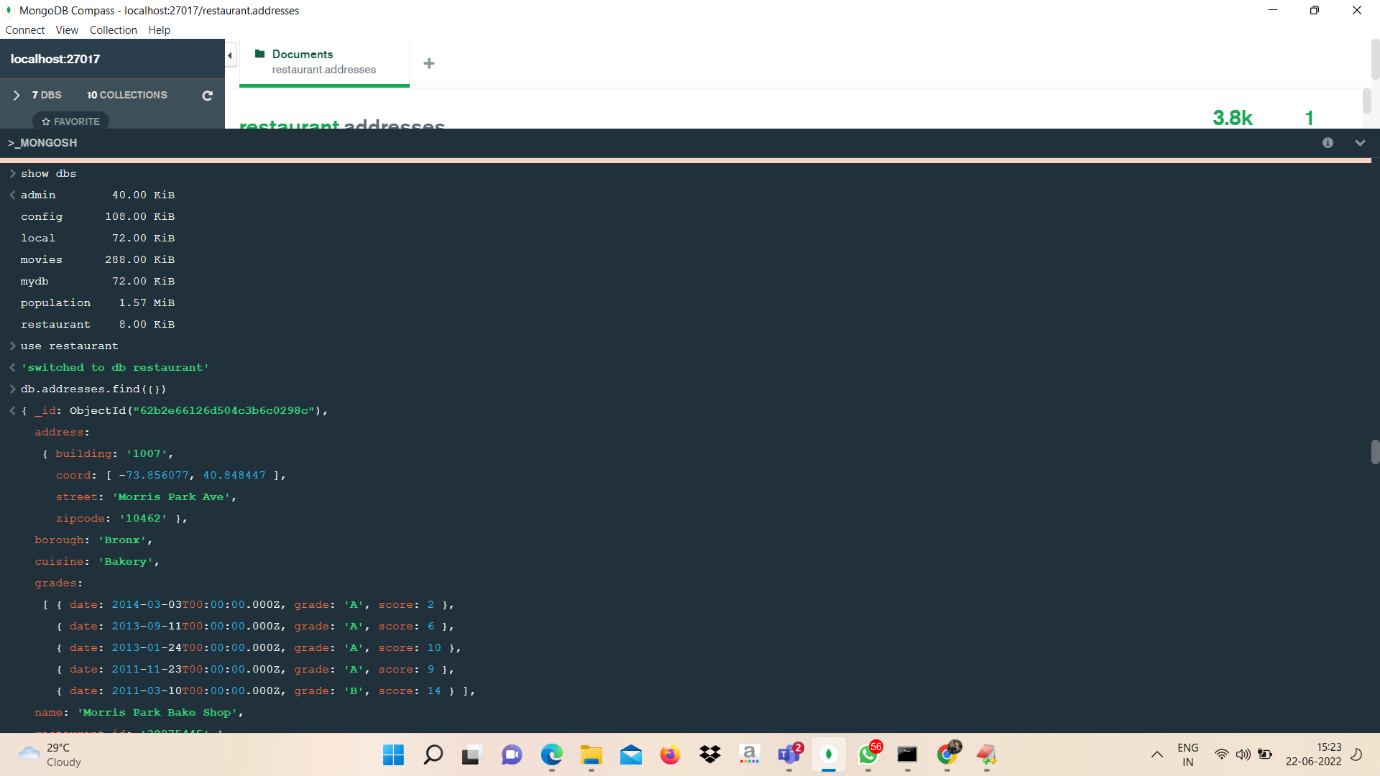 MongoDB Compass - localhost:27017/restaurant.addresses
Connect View Collection Help
localhost:27017
Documents
restaurant.addresses
7 DBS 10 COLLECTIONS
FAVORITE
restaurant.addresses
3.8k 1
>_MONGOSH
> show dbs
< admin 40.00 KiB
config 108.00 KiB
local 72.00 KiB
movies 288.00 KiB
mydb 72.00 KiB
population 1.57 MiB
restaurant 8.00 KiB
> use restaurant
< 'switched to db restaurant'
> db.addresses.find({})
< { _id: ObjectId("62b2e66126d504c3b6c0298c"),
address:
{ building: '1007',
coord: [ -73.856077, 40.848447 ],
street: 'Morris Park Ave',
zipcode: '10462' },
borough: 'Bronx',
cuisine: 'Bakery',
grades:
[ { date: 2014-03-03T00:00:00.000Z, grade: 'A', score: 2 },
{ date: 2013-09-11T00:00:00.000Z, grade: 'A', score: 6 },
{ date: 2013-01-24T00:00:00.000Z, grade: 'A', score: 10 },
{ date: 2011-11-23T00:00:00.000Z, grade: 'A', score: 9 },
{ date: 2011-03-10T00:00:00.000Z, grade: 'B', score: 14 } ],
name: 'Morris Park Bake Shop',
29°C
Cloudy
a
2
56
ENG
IN
15:23
22-06-2022